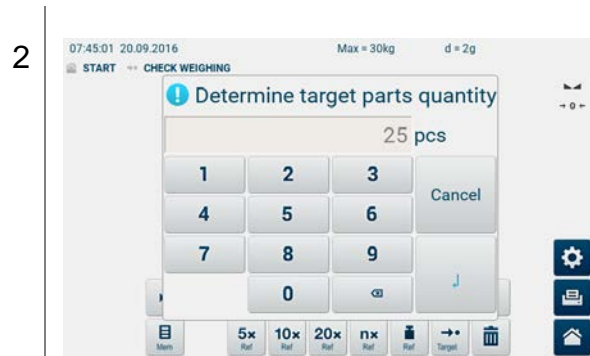 2
07:45:01 20.09.2016 Max = 30kg d = 2g
START CHECK WEIGHING
Determine target parts quantity
→ 0 ←
25 pcs
1 2 3
Cancel
4 5 6
7 8 9
0
Mem 5x Ref 10x Ref 20x Ref nx Ref Ref Target